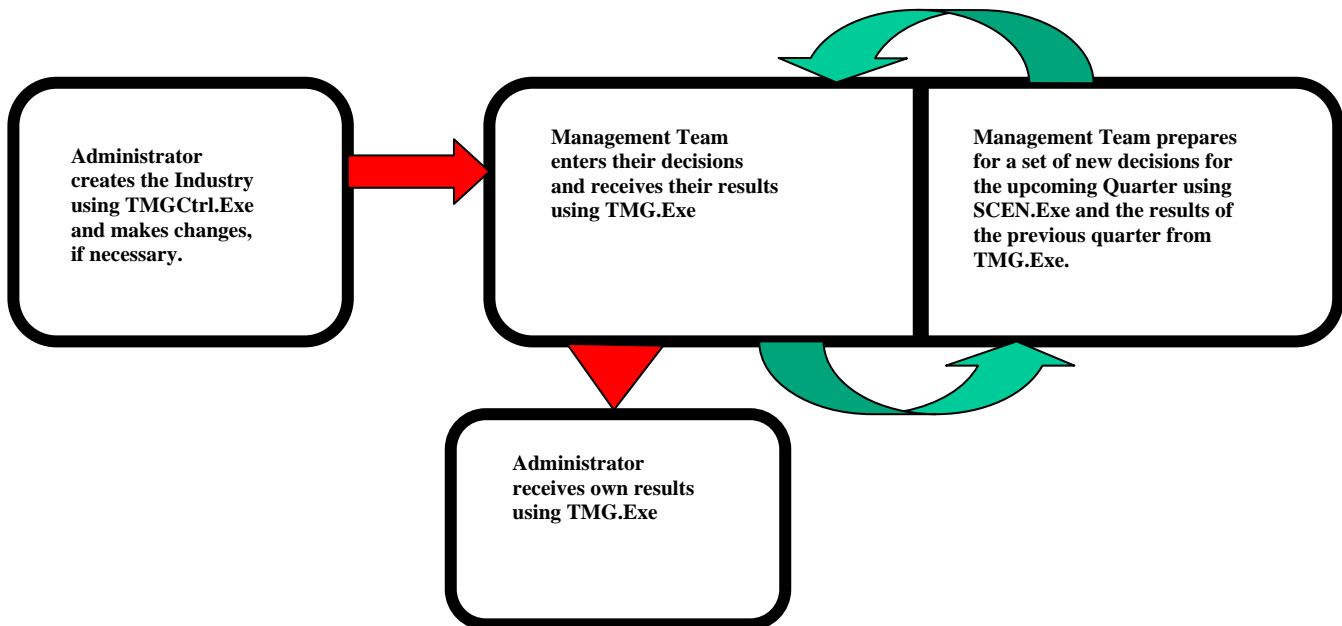 Administrator
creates the Industry
using TMGCtrl.Exe
and makes changes,
if necessary.
Management Team
enters their decisions
and receives their results
using TMG.Exe
Management Team prepares
for a set of new decisions for
the upcoming Quarter using
SCEN.Exe and the results of
the previous quarter from
TMG.Exe.
Administrator
receives own results
using TMG.Exe